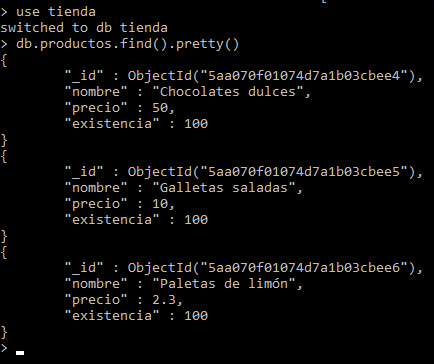 > use tienda
switched to db tienda
> db.productos.find().pretty()
{
        "_id" : ObjectId("5aa070f01074d7a1b03cbee4"),
        "nombre" : "Chocolates dulces",
        "precio" : 50,
        "existencia" : 100
}
{
        "_id" : ObjectId("5aa070f01074d7a1b03cbee5"),
        "nombre" : "Galletas saladas",
        "precio" : 10,
        "existencia" : 100
}
{
        "_id" : ObjectId("5aa070f01074d7a1b03cbee6"),
        "nombre" : "Paletas de limón",
        "precio" : 2.3,
        "existencia" : 100
}
>